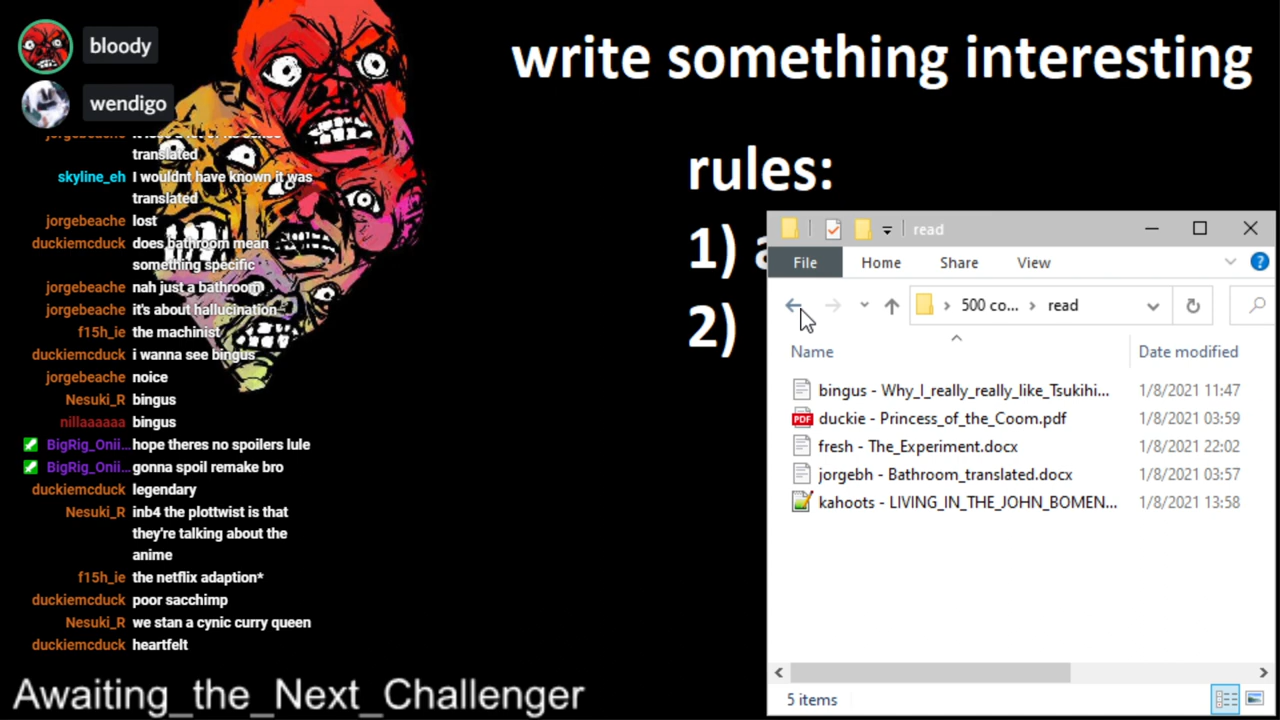 bloody
wendigo
translated
skyline_eh I wouldnt have known it was
translated
jorgebeache lost
duckiemcduck does bathroom mean
something specific
jorgebeache nah just a bathroom
jorgebeache it's about hallucination
f15h_ie the machinist
duckiemcduck i wanna see bingus
jorgebeache noice
Nesuki_R bingus
nillaaaaaa bingus
BigRig_Onii... hope theres no spoilers lule
BigRig_Onii... gonna spoil remake bro
duckiemcduck legendary
Nesuki_R inb4 the plottwist is that
they're talking about the
anime
f15h_ie the netflix adaption*
duckiemcduck poor sacchimp
Nesuki_R we stan a cynic curry queen
duckiemcduck heartfelt
Awaiting_the_Next_Challenger
write something interesting
rules:
1)
2)
read
File Home Share View
500 co... read
Name Date modified
bingus - Why_I_really_really_like_Tsukihi... 1/8/2021 11:47
PDF duckie - Princess_of_the_Coom.pdf 1/8/2021 03:59
fresh - The_Experiment.docx 1/8/2021 22:02
jorgebh - Bathroom_translated.docx 1/8/2021 03:57
kahoots - LIVING_IN_THE_JOHN_BOMEN... 1/8/2021 13:58
5 items